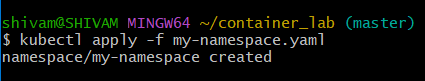 shivam@SHIVAM MINGW64 ~/container_lab (master)
$ kubectl apply -f my-namespace.yaml
namespace/my-namespace created